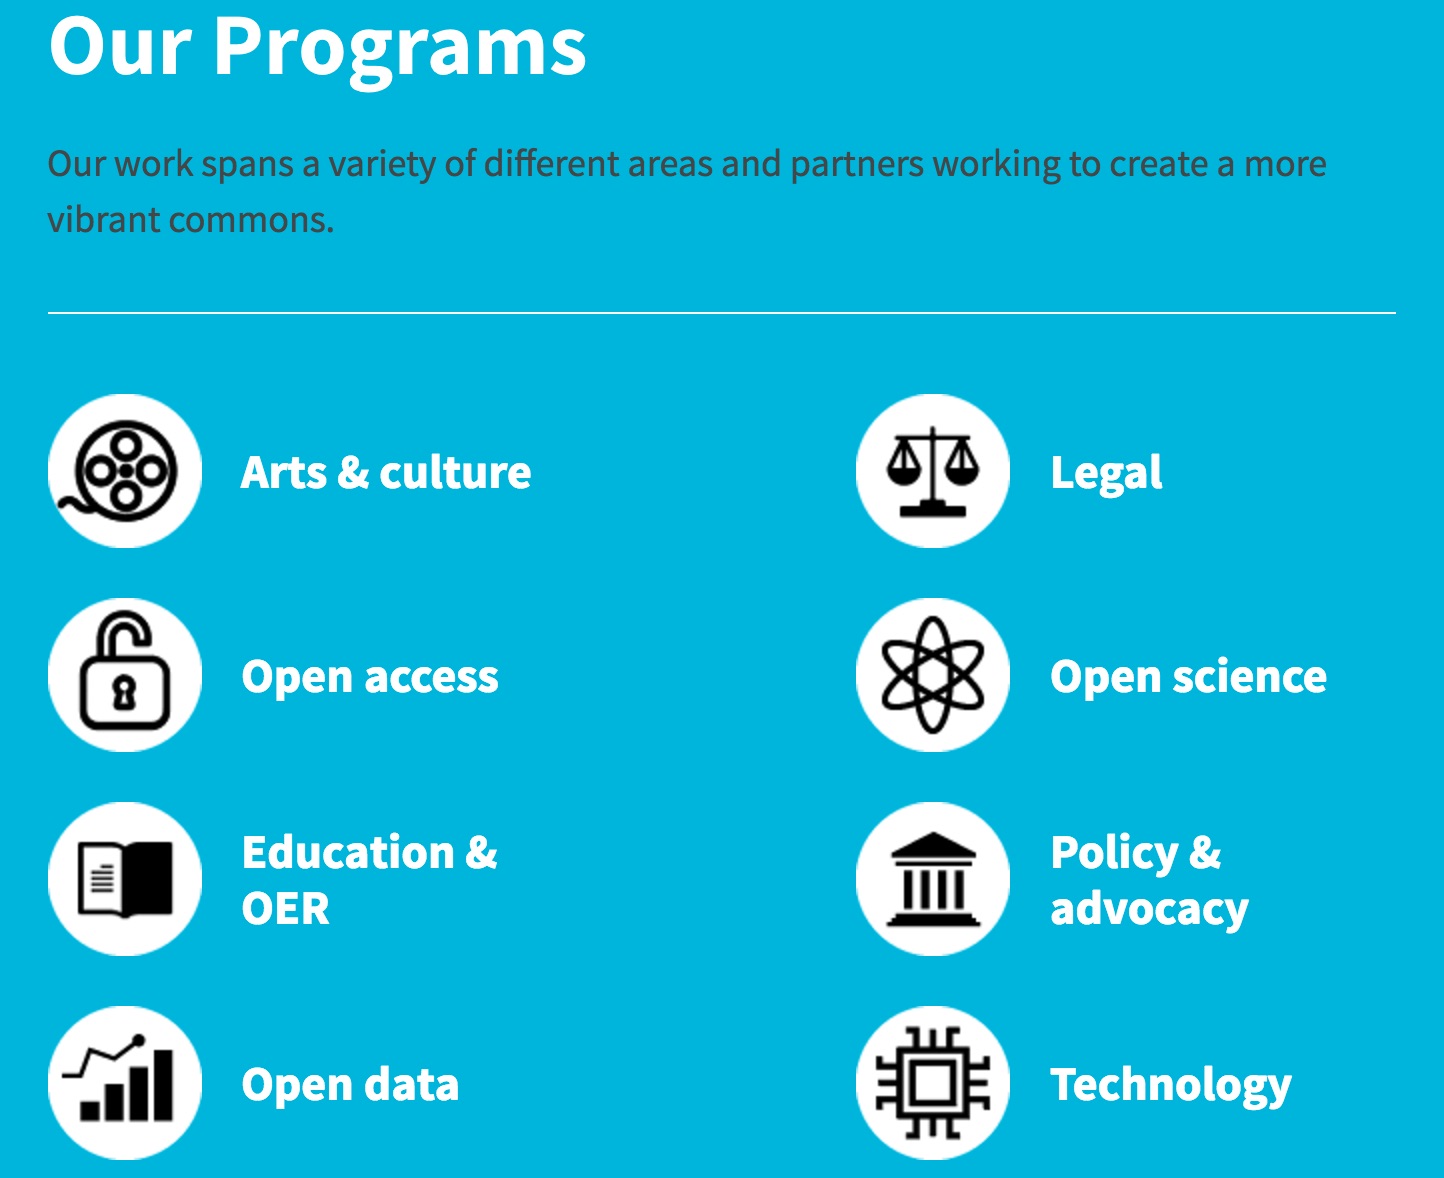 Our Programs
Our work spans a variety of different areas and partners working to create a more
vibrant commons.
Arts & culture
Legal
Open access
Open science
Education &
OER
Policy &
advocacy
Open data
Technology